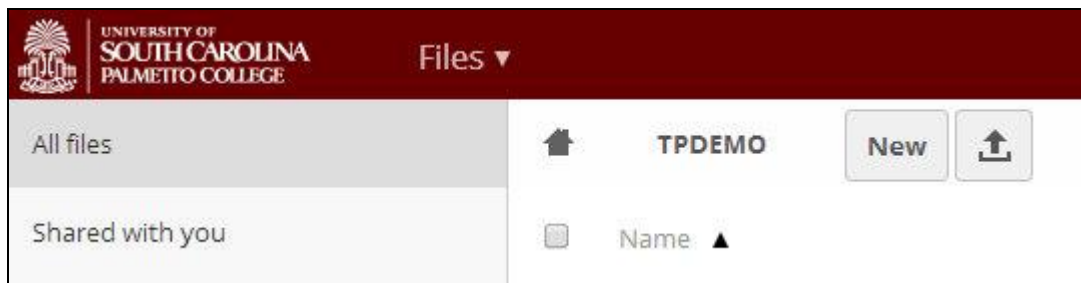 UNIVERSITY OF
SOUTH CAROLINA
PALMETTO COLLEGE
Files ▾
All files
TPDEMO New
Shared with you
Name ▲